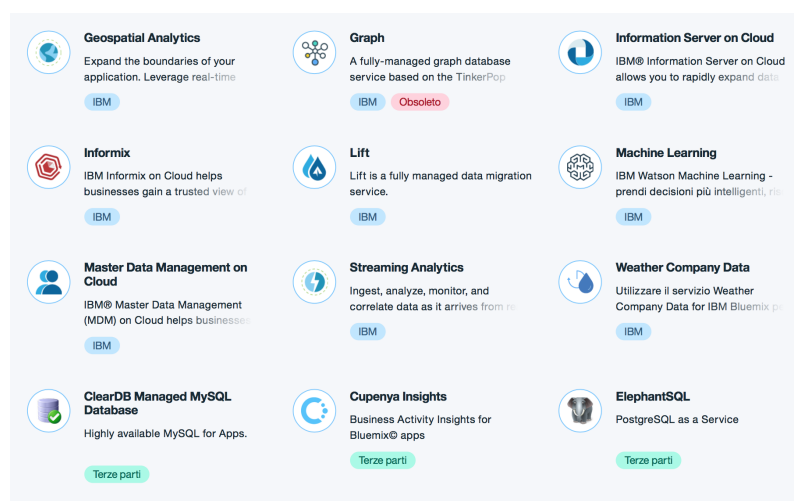 Geospatial Analytics
Expand the boundaries of your
application. Leverage real-time
IBM
Graph
A fully-managed graph database
service based on the TinkerPop
IBM
Obsoleto
Information Server on Cloud
IBM® Information Server on Cloud
allows you to rapidly expand data
IBM
Informix
IBM Informix on Cloud helps
businesses gain a trusted view of
IBM
Lift
Lift is a fully managed data migration
service.
IBM
Machine Learning
IBM Watson Machine Learning -
prendi decisioni più intelligenti,
IBM
Master Data Management on
Cloud
IBM® Master Data Management
(MDM) on Cloud helps businesses
IBM
Streaming Analytics
Ingest, analyze, monitor, and
correlate data as it arrives from
IBM
Weather Company Data
Utilizzare il servizio Weather
Company Data for IBM Bluemix
IBM
ClearDB Managed MySQL
Database
Highly available MySQL for Apps.
Terze parti
Cupenya Insights
Business Activity Insights for
Bluemix© apps
Terze parti
ElephantSQL
PostgreSQL as a Service
Terze parti